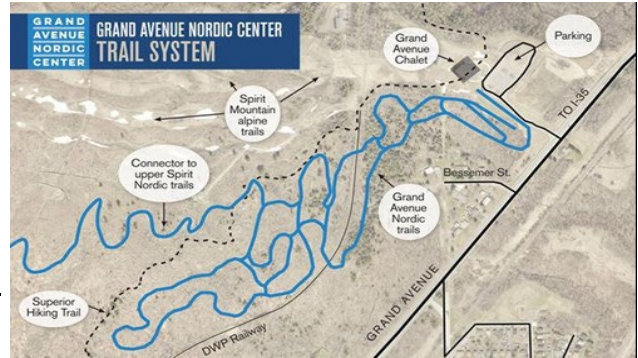 GRAND
AVENUE
NORDIC
CENTER
GRAND AVENUE NORDIC CENTER
TRAIL SYSTEM
Grand
Avenue
Chalet
Parking
TO I-35
Spirit
Mountain
alpine
trails
Connector to
upper Spirit
Nordic trails
Bessemer St.
Grand
Avenue
Nordic
trails
Superior
Hiking Trail
DWP Railway
GRAND AVENUE